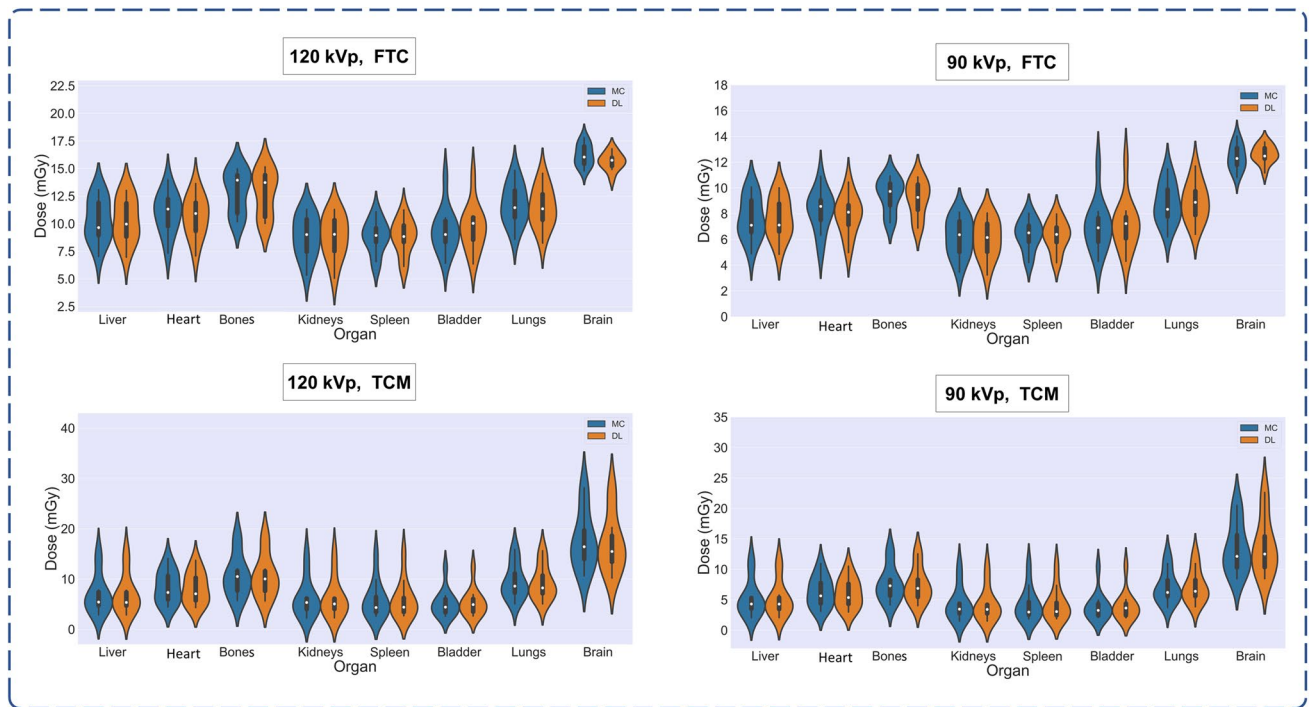 120 kVp, FTC
22.5
20.0
17.5
15.0
12.5
10.0
7.5
5.0
2.5
Dose (mGy)
MC
DL
Liver Heart Bones Kidneys Spleen Bladder Lungs Brain
Organ
90 kVp, FTC
18
16
14
12
10
8
6
4
2
0
Dose (mGy)
MC
DL
Liver Heart Bones Kidneys Spleen Bladder Lungs Brain
Organ
120 kVp, TCM
40
30
20
10
0
Dose (mGy)
MC
DL
Liver Heart Bones Kidneys Spleen Bladder Lungs Brain
Organ
90 kVp, TCM
35
30
25
20
15
10
5
0
Dose (mGy)
MC
DL
Liver Heart Bones Kidneys Spleen Bladder Lungs Brain
Organ